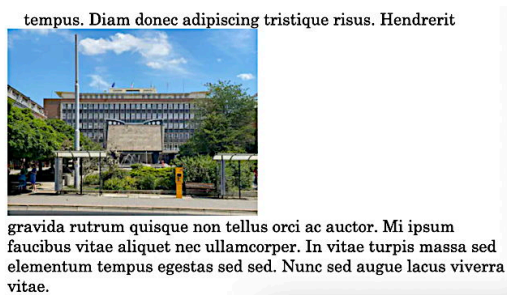 tempus. Diam donec adipiscing tristique risus. Hendrerit
gravida rutrum quisque non tellus orci ac auctor. Mi ipsum
faucibus vitae aliquet nec ullamcorper. In vitae turpis massa sed
elementum tempus egestas sed sed. Nunc sed augue lacus viverra
vitae.